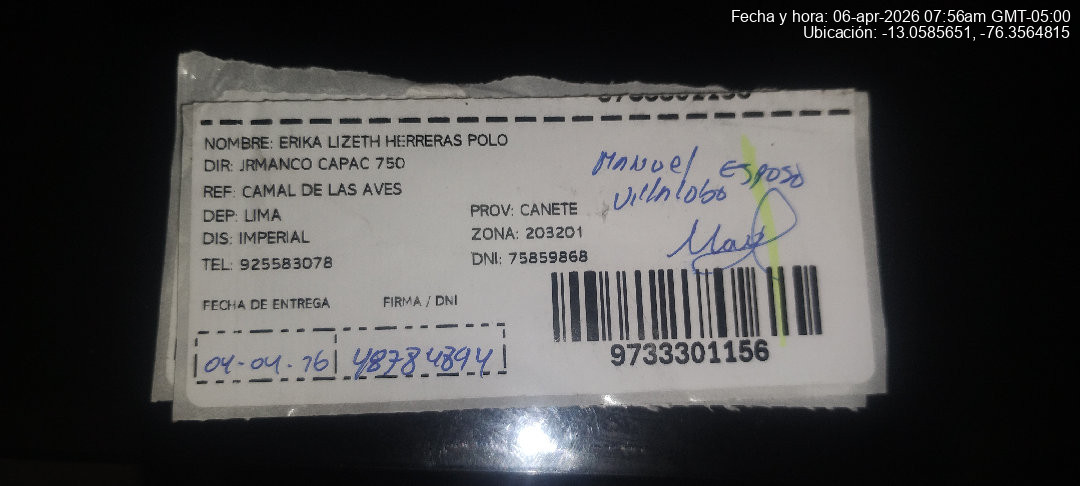 Fecha y hora: 06-apr-2026 07:56am GMT-05:00
Ubicación: -13.0585651, -76.3564815
NOMBRE: ERIKA LIZETH HERRERAS POLO
DIR: JRMANCO CAPAC 750
REF: CAMAL DE LAS AVES
DEP: LIMA
DIS: IMPERIAL
TEL: 925583078
PROV: CANETE
ZONA: 203201
DNI: 75859868
Manuel Esposo
Villalobo
FECHA DE ENTREGA
FIRMA / DNI
04-04-26
48784894
9733301156